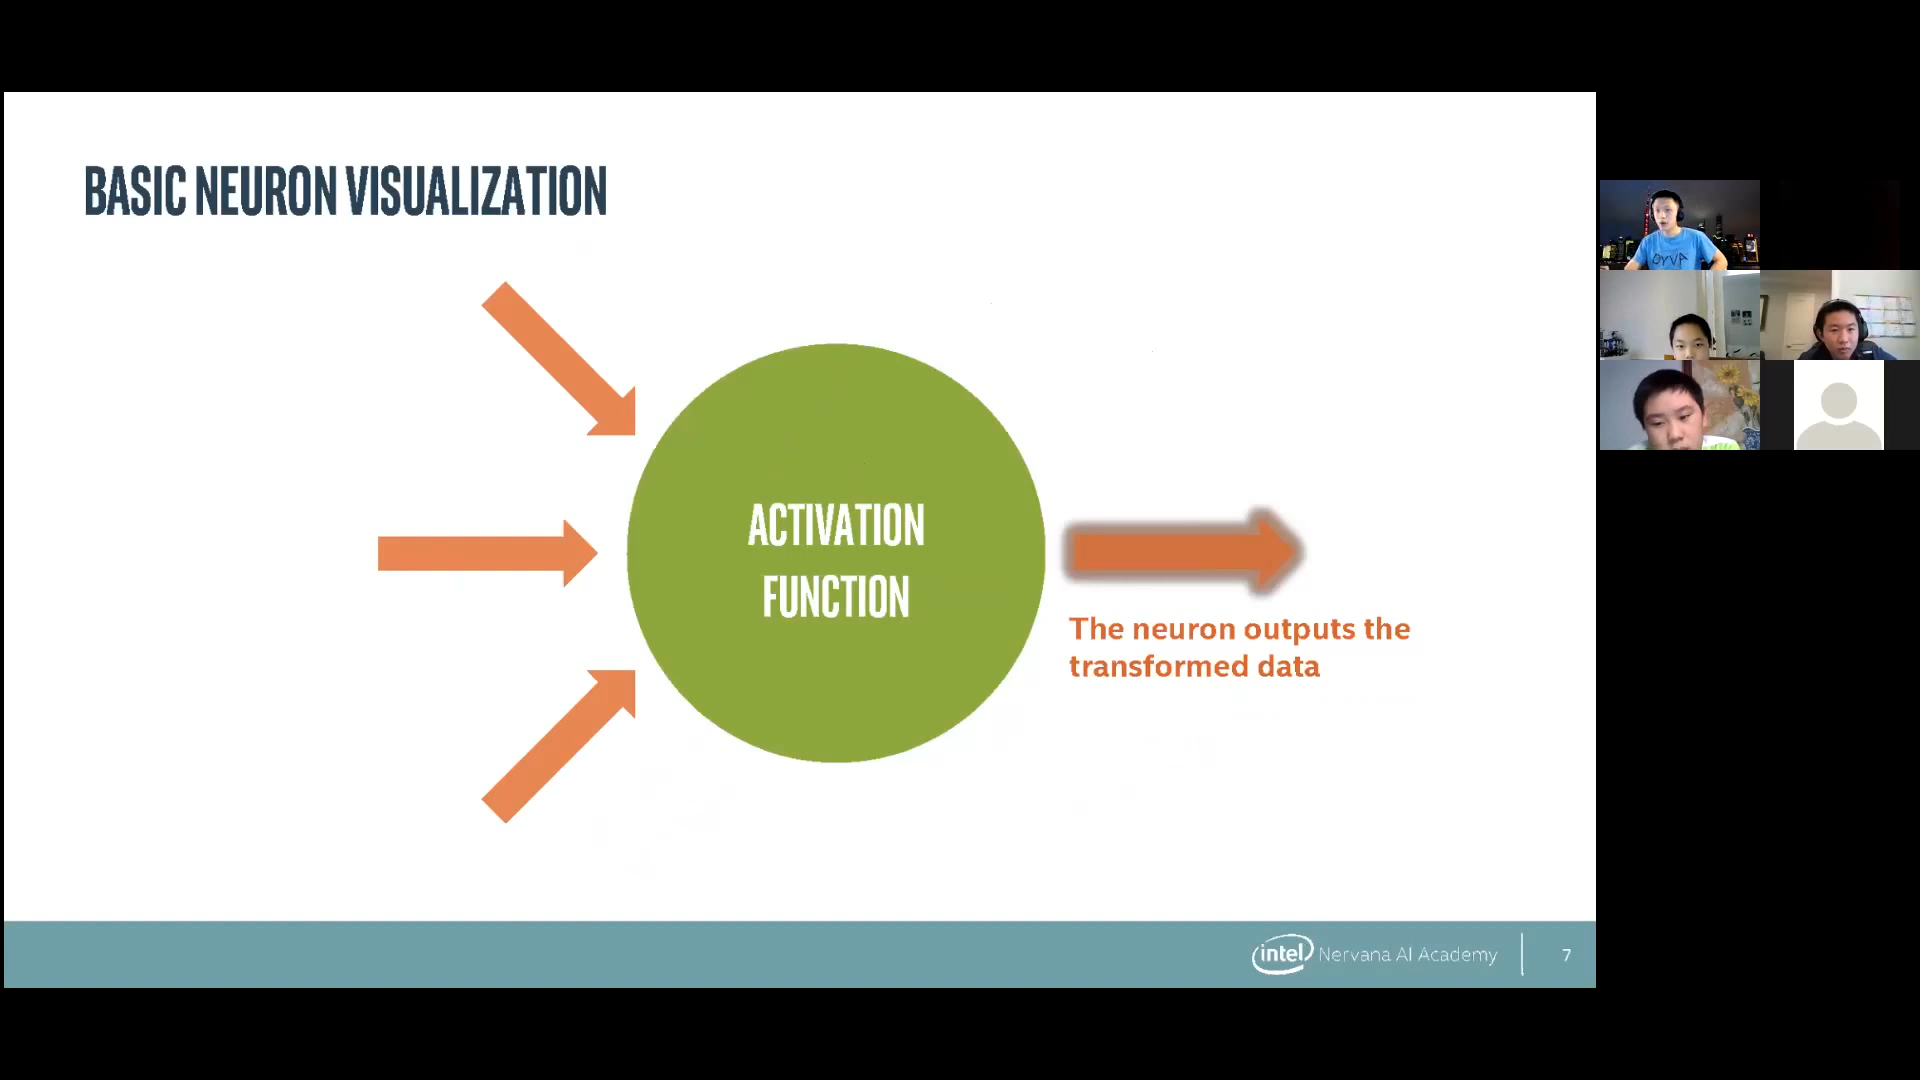 BASIC NEURON VISUALIZATION
ACTIVATION
FUNCTION
The neuron outputs the
transformed data
intel Nervana AI Academy
7